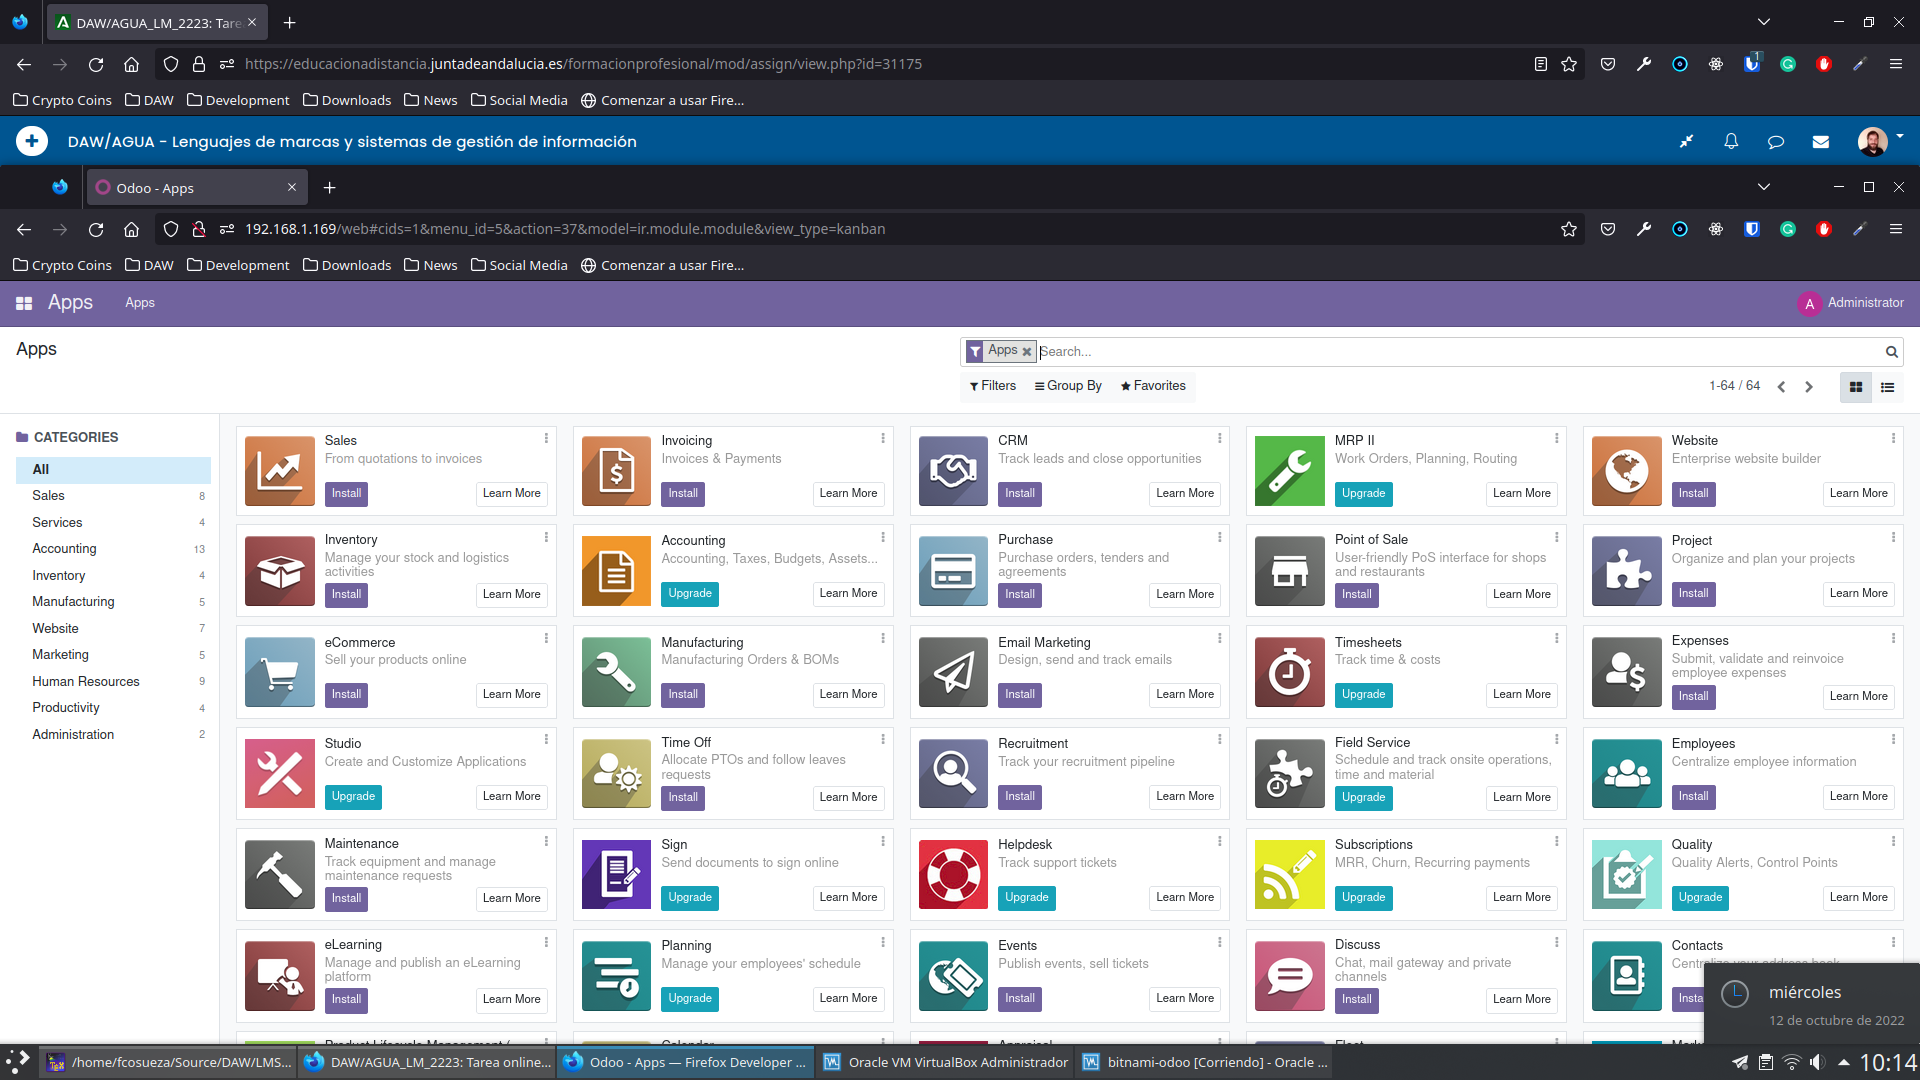 DAW/AGUA_LM_2223: Tare
https://educacionadistancia.juntadeandalucia.es/formacionprofesional/mod/assign/view.php?id=31175
1
Crypto Coins DAW Development Downloads News Social Media Comenzar a usar Fire...
DAW/AGUA - Lenguajes de marcas y sistemas de gestión de información
Odoo - Apps
192.168.1.169/web#cids=1&menu_id=5&action=37&model=ir.module.module&view_type=kanban
Crypto Coins DAW Development Downloads News Social Media Comenzar a usar Fire...
Apps Apps A Administrator
Apps
Apps Search...
Filters Group By Favorites 1-64 / 64
CATEGORIES
All
Sales 8
Services 4
Accounting 13
Inventory 4
Manufacturing 5
Website 7
Marketing 5
Human Resources 9
Productivity 4
Administration 2
Sales
From quotations to invoices
Install Learn More
Invoicing
Invoices & Payments
Install Learn More
CRM
Track leads and close opportunities
Install Learn More
MRP II
Work Orders, Planning, Routing
Upgrade Learn More
Website
Enterprise website builder
Install Learn More
Inventory
Manage your stock and logistics
activities
Install Learn More
Accounting
Accounting, Taxes, Budgets, Assets...
Upgrade Learn More
Purchase
Purchase orders, tenders and
agreements
Install Learn More
Point of Sale
User-friendly PoS interface for shops
and restaurants
Install Learn More
Project
Organize and plan your projects
Install Learn More
eCommerce
Sell your products online
Install Learn More
Manufacturing
Manufacturing Orders & BOMs
Install Learn More
Email Marketing
Design, send and track emails
Install Learn More
Timesheets
Track time & costs
Upgrade Learn More
Expenses
Submit, validate and reinvoice
employee expenses
Install Learn More
Studio
Create and Customize Applications
Upgrade Learn More
Time Off
Allocate PTOs and follow leaves
requests
Install Learn More
Recruitment
Track your recruitment pipeline
Install Learn More
Field Service
Schedule and track onsite operations,
time and material
Upgrade Learn More
Employees
Centralize employee information
Install Learn More
Maintenance
Track equipment and manage
maintenance requests
Install Learn More
Sign
Send documents to sign online
Upgrade Learn More
Helpdesk
Track support tickets
Upgrade Learn More
Subscriptions
MRR, Churn, Recurring payments
Upgrade Learn More
Quality
Quality Alerts, Control Points
Upgrade Learn More
eLearning
Manage and publish an eLearning
platform
Install Learn More
Planning
Manage your employees' schedule
Upgrade Learn More
Events
Publish events, sell tickets
Install Learn More
Discuss
Chat, mail gateway and private
channels
Install Learn More
Contacts
Centralize your address book
Insta
miércoles
12 de octubre de 2022
Product Lifecycle Management (
Calendar
Appraisal
Fleet
/home/fcosueza/Source/DAW/LMS... DAW/AGUA_LM_2223: Tarea online... Odoo - Apps — Firefox Developer ... Oracle VM VirtualBox Administrador bitnami-odoo [Corriendo] - Oracle ... 10:14